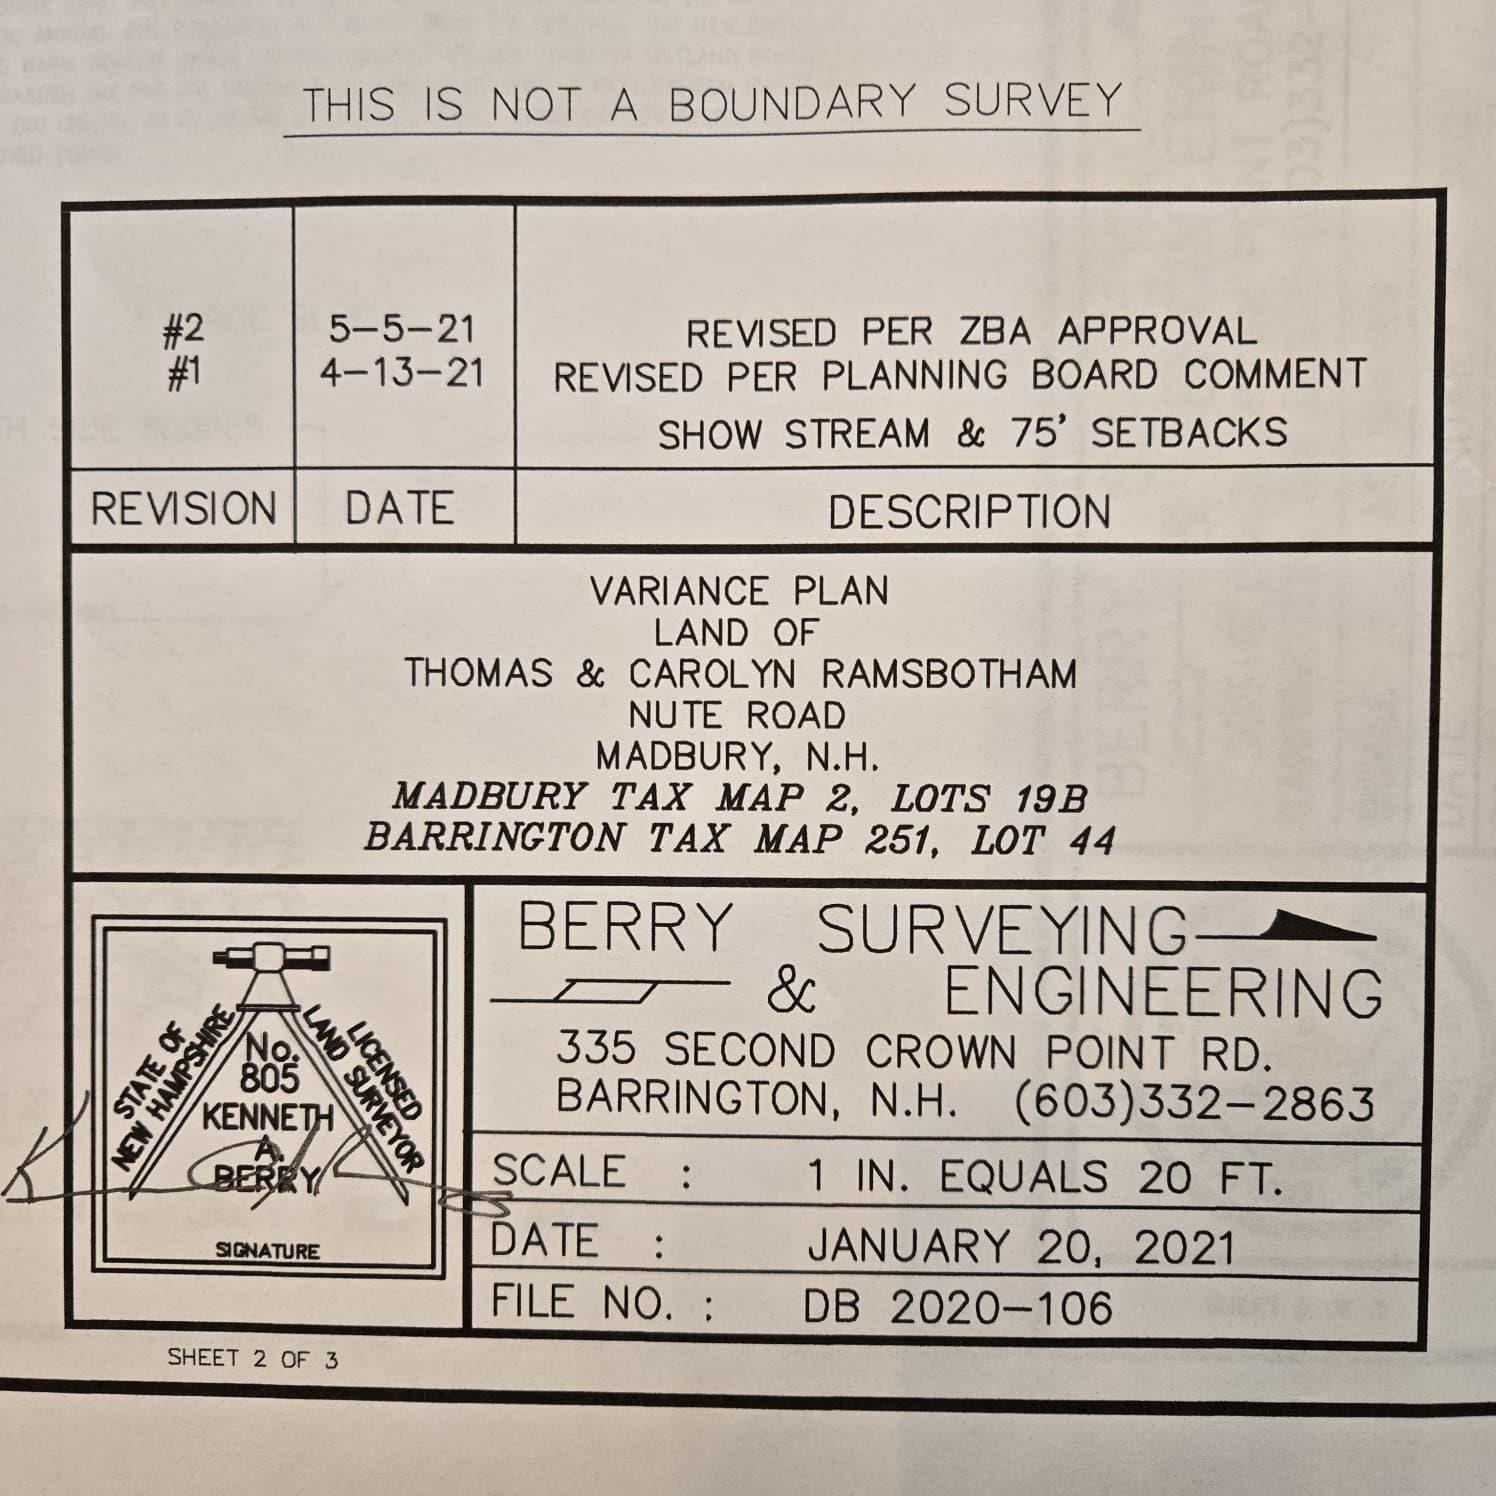 THIS IS NOT A BOUNDARY SURVEY
#2 5-5-21 REVISED PER ZBA APPROVAL
#1 4-13-21 REVISED PER PLANNING BOARD COMMENT
SHOW STREAM & 75' SETBACKS
REVISION DATE DESCRIPTION
VARIANCE PLAN
LAND OF
THOMAS & CAROLYN RAMSBOTHAM
NUTE ROAD
MADBURY, N.H.
MADBURY TAX MAP 2, LOTS 19B
BARRINGTON TAX MAP 251, LOT 44
STATE OF
NEW HAMPSHIRE
LICENSED
LAND SURVEYOR
No.
805
KENNETH
A.
BERRY
SIGNATURE
BERRY SURVEYING
& ENGINEERING
335 SECOND CROWN POINT RD.
BARRINGTON, N.H. (603)332-2863
SCALE : 1 IN. EQUALS 20 FT.
DATE : JANUARY 20, 2021
FILE NO. : DB 2020-106
SHEET 2 OF 3